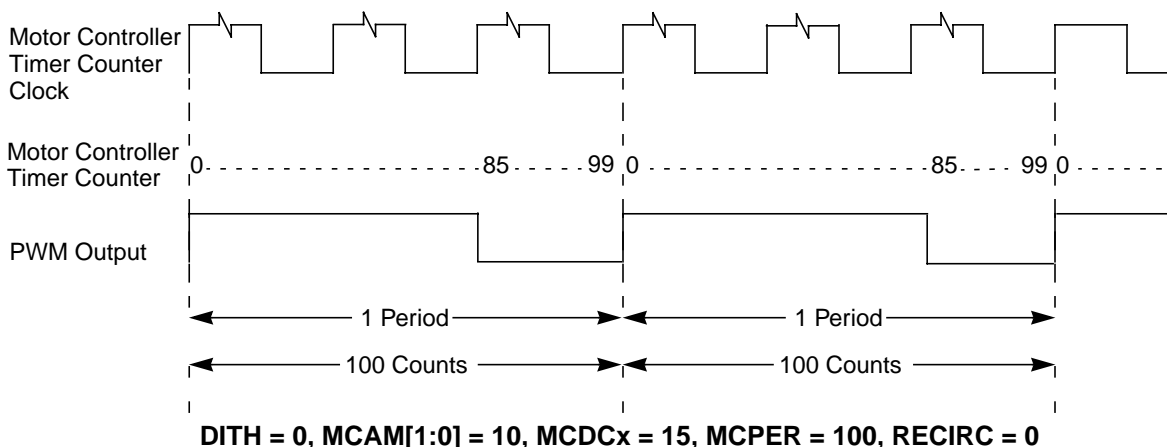 Motor Controller
Timer Counter
Clock
Motor Controller
Timer Counter
0 85 99 0 85 99 0
PWM Output
1 Period 1 Period
100 Counts 100 Counts
DITH = 0, MCAM[1:0] = 10, MCDCx = 15, MCPER = 100, RECIRC = 0